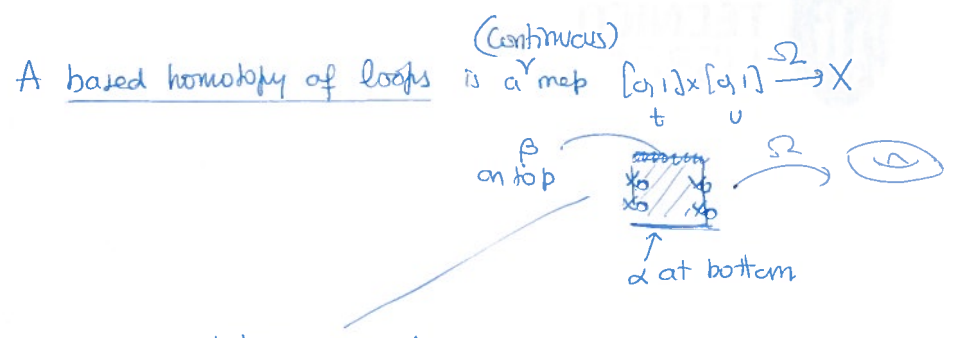 (Continuous)
A based homotopy of loops is a map [0,1]×[0,1] Ω→ X
t υ
β
on top
Ω
x₀ x₀
x₀ x₀
α at bottom